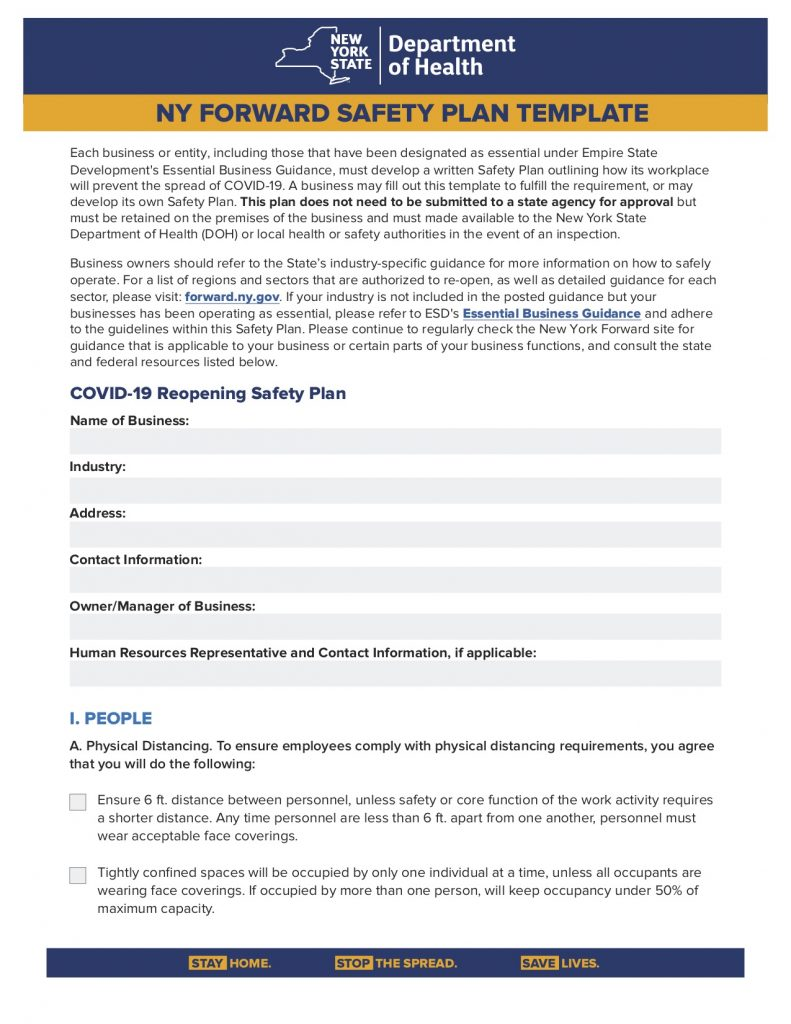 NEW
YORK
STATE
Department
of Health
NY FORWARD SAFETY PLAN TEMPLATE
Each business or entity, including those that have been designated as essential under Empire State
Development's Essential Business Guidance, must develop a written Safety Plan outlining how its workplace
will prevent the spread of COVID-19. A business may fill out this template to fulfill the requirement, or may
develop its own Safety Plan. This plan does not need to be submitted to a state agency for approval but
must be retained on the premises of the business and must made available to the New York State
Department of Health (DOH) or local health or safety authorities in the event of an inspection.
Business owners should refer to the State's industry-specific guidance for more information on how to safely
operate. For a list of regions and sectors that are authorized to re-open, as well as detailed guidance for each
sector, please visit: forward.ny.gov. If your industry is not included in the posted guidance but your
businesses has been operating as essential, please refer to ESD's Essential Business Guidance and adhere
to the guidelines within this Safety Plan. Please continue to regularly check the New York Forward site for
guidance that is applicable to your business or certain parts of your business functions, and consult the state
and federal resources listed below.
COVID-19 Reopening Safety Plan
Name of Business:
Industry:
Address:
Contact Information:
Owner/Manager of Business:
Human Resources Representative and Contact Information, if applicable:
I. PEOPLE
A. Physical Distancing. To ensure employees comply with physical distancing requirements, you agree
that you will do the following:
Ensure 6 ft. distance between personnel, unless safety or core function of the work activity requires
a shorter distance. Any time personnel are less than 6 ft. apart from one another, personnel must
wear acceptable face coverings.
Tightly confined spaces will be occupied by only one individual at a time, unless all occupants are
wearing face coverings. If occupied by more than one person, will keep occupancy under 50% of
maximum capacity.
STAY HOME. STOP THE SPREAD. SAVE LIVES.